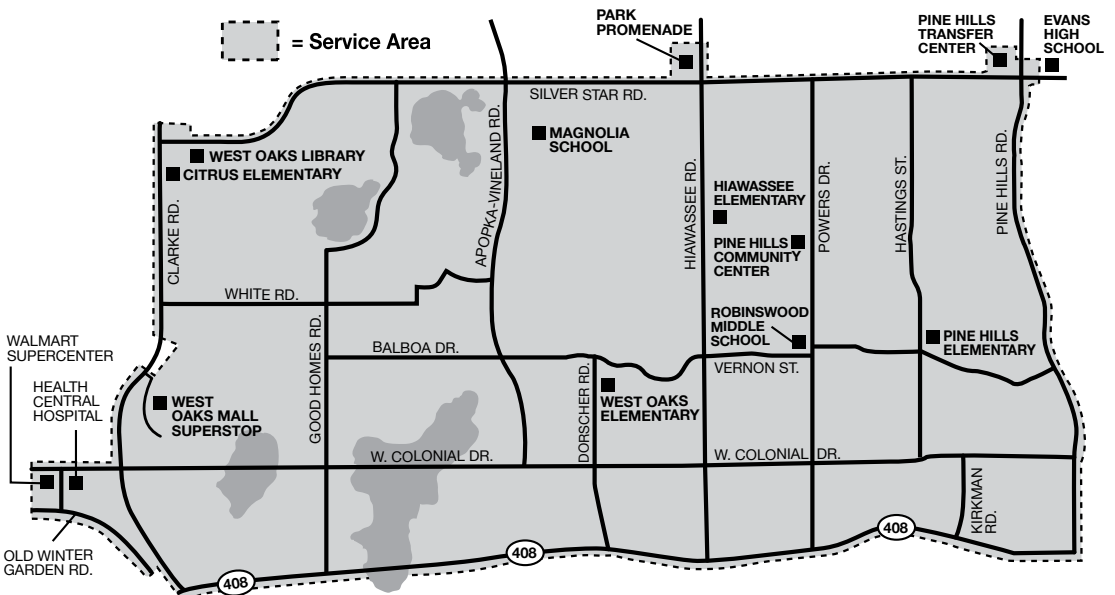 PARK
PROMENADE
PINE HILLS
TRANSFER
CENTER
EVANS
HIGH
SCHOOL
= Service Area
SILVER STAR RD.
APOPKA-VINELAND RD.
MAGNOLIA
SCHOOL
WEST OAKS LIBRARY
CITRUS ELEMENTARY
CLARKE RD.
HIAWASSEE RD.
HIAWASSEE
ELEMENTARY
POWERS DR.
HASTINGS ST.
PINE HILLS RD.
PINE HILLS
COMMUNITY
CENTER
WHITE RD.
GOOD HOMES RD.
ROBINSWOOD
MIDDLE
SCHOOL
PINE HILLS
ELEMENTARY
WALMART
SUPERCENTER
BALBOA DR.
VERNON ST.
HEALTH
CENTRAL
HOSPITAL
WEST
OAKS MALL
SUPERSTOP
DORSCHER RD.
WEST OAKS
ELEMENTARY
W. COLONIAL DR.
W. COLONIAL DR.
KIRKMAN
RD.
OLD WINTER
GARDEN RD.
408
408
408